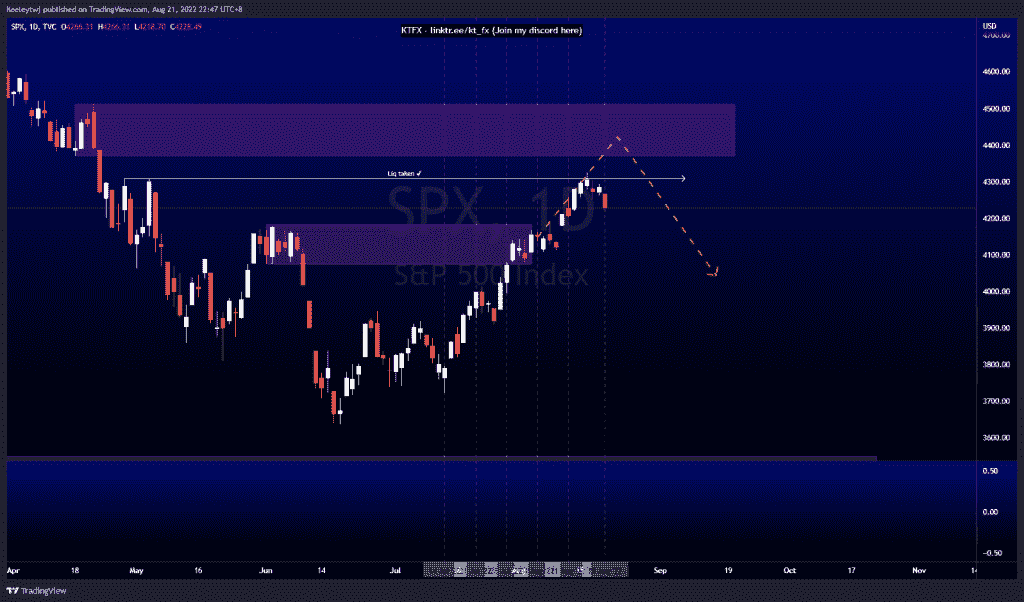 Keeleytwj published on TradingView.com, Aug 21, 2022 22:47 UTC+8
SPX, 1D, TVC O4266.31 H4266.31 L4218.70 C4228.49
KTFX - linktr.ee/kt_fx (Join my discord here)
USD
4700.00
4600.00
4500.00
4400.00
Liq taken ✓
4300.00
SPX, 1D
4200.00
4100.00
S&P 500 Index
4000.00
3900.00
3800.00
3700.00
3600.00
0.50
0.00
-0.50
Apr 18 May 16 Jun 14 Jul Sep 19 Oct 17 Nov 14
TradingView